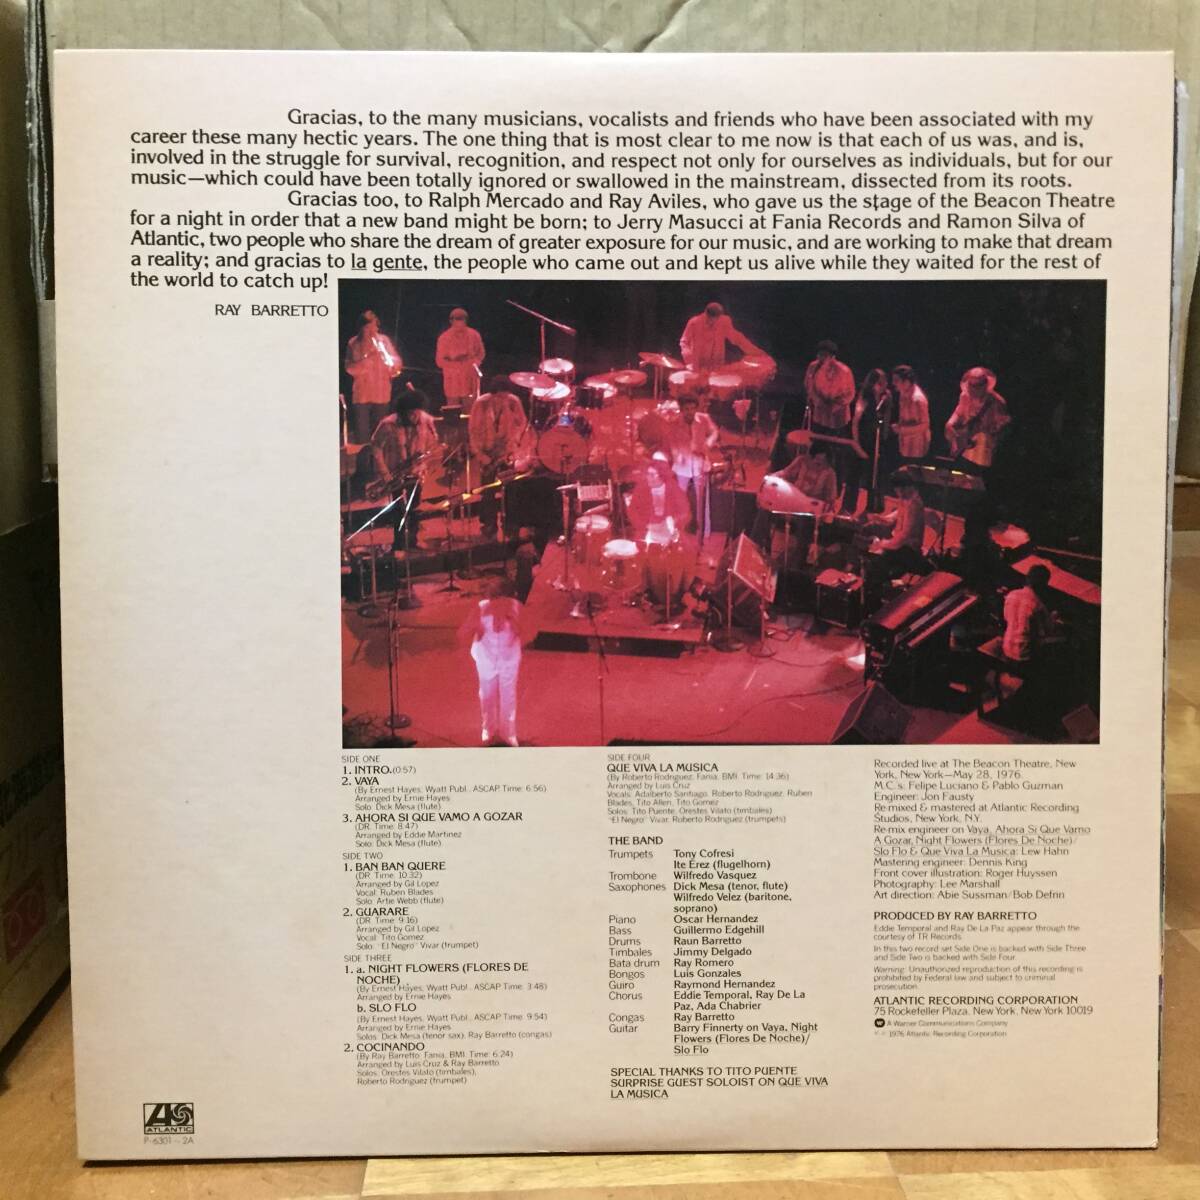 Gracias, to the many musicians, vocalists and friends who have been associated with my
career these many hectic years. The one thing that is most clear to me now is that each of us was, and is,
involved in the struggle for survival, recognition, and respect not only for ourselves as individuals, but for our
music—which could have been totally ignored or swallowed in the mainstream, dissected from its roots.
Gracias too, to Ralph Mercado and Ray Aviles, who gave us the stage of the Beacon Theatre
for a night in order that a new band might be born; to Jerry Masucci at Fania Records and Ramon Silva of
Atlantic, two people who share the dream of greater exposure for our music, and are working to make that dream
a reality; and gracias to la gente, the people who came out and kept us alive while they waited for the rest of
the world to catch up!
RAY BARRETTO
SIDE ONE
1. INTRO.(0:57)
2. VAYA
(By Ernest Hayes, Wyatt Publ., ASCAP. Time: 6:56)
Arranged by Ernie Hayes
Solo: Dick Mesa (flute)
3. AHORA SI QUE VAMO A GOZAR
(DR. Time: 8:47)
Arranged by Eddie Martinez
Solo: Dick Mesa (flute)
SIDE TWO
1. BAN BAN QUERE
(DR. Time: 10:32)
Arranged by Gil Lopez
Vocal: Ruben Blades
Solo: Artie Webb (flute)
2. GUARARE
(DR. Time: 9:16)
Arranged by Gil Lopez
Vocal: Tito Gomez
Solo: "El Negro" Vivar (trumpet)
SIDE THREE
1. a. NIGHT FLOWERS (FLORES DE
NOCHE)
(By Ernest Hayes, Wyatt Publ., ASCAP. Time: 3:48)
Arranged by Ernie Hayes
b. SLO FLO
(By Ernest Hayes, Wyatt Publ., ASCAP. Time: 9:54)
Arranged by Ernie Hayes
Solos: Dick Mesa (tenor sax), Ray Barretto (congas)
2. COCINANDO
(By Ray Barretto. Fania, BMI. Time: 6:24)
Arranged by Luis Cruz & Ray Barretto
Solos: Orestes Vilato (timbales),
Roberto Rodriguez (trumpet)
SIDE FOUR
QUE VIVA LA MUSICA
(By Roberto Rodriguez. Fania, BMI. Time: 14:36)
Arranged by Luis Cruz
Vocals: Adalberto Santiago, Roberto Rodriguez, Ruben
Blades, Tito Allen, Tito Gomez
Solos: Tito Puente, Orestes Vilato (timbales)
"El Negro" Vivar, Roberto Rodriguez (trumpets)
THE BAND
Trumpets Tony Cofresi
Ite Erez (flugelhorn)
Trombone Wilfredo Vasquez
Saxophones Dick Mesa (tenor, flute)
Wilfredo Velez (baritone,
soprano)
Piano Oscar Hernandez
Bass Guillermo Edgehill
Drums Raun Barretto
Timbales Jimmy Delgado
Bata drum Ray Romero
Bongos Luis Gonzales
Guiro Raymond Hernandez
Chorus Eddie Temporal, Ray De La
Paz, Ada Chabrier
Congas Ray Barretto
Guitar Barry Finnerty on Vaya, Night
Flowers (Flores De Noche)/
Slo Flo
SPECIAL THANKS TO TITO PUENTE
SURPRISE GUEST SOLOIST ON QUE VIVA
LA MUSICA
Recorded live at The Beacon Theatre, New
York, New York—May 28, 1976.
M.C.'s: Felipe Luciano & Pablo Guzman
Engineer: Jon Fausty
Re-mixed & mastered at Atlantic Recording
Studios, New York, N.Y.
Re-mix engineer on Vaya, Ahora Si Que Vamo
A Gozar, Night Flowers (Flores De Noche)/
Slo Flo & Que Viva La Musica: Lew Hahn
Mastering engineer: Dennis King
Front cover illustration: Roger Huyssen
Photography: Lee Marshall
Art direction: Abie Sussman/Bob Defrin
PRODUCED BY RAY BARRETTO
Eddie Temporal and Ray De La Paz appear through the
courtesy of TR Records.
In this two record set Side One is backed with Side Three
and Side Two is backed with Side Four.
Warning: Unauthorized reproduction of this recording is
prohibited by Federal law and subject to criminal
prosecution.
ATLANTIC RECORDING CORPORATION
75 Rockefeller Plaza, New York, New York 10019
A Warner Communications Company
1976 Atlantic Recording Corporation
ATLANTIC
P-6301~2A